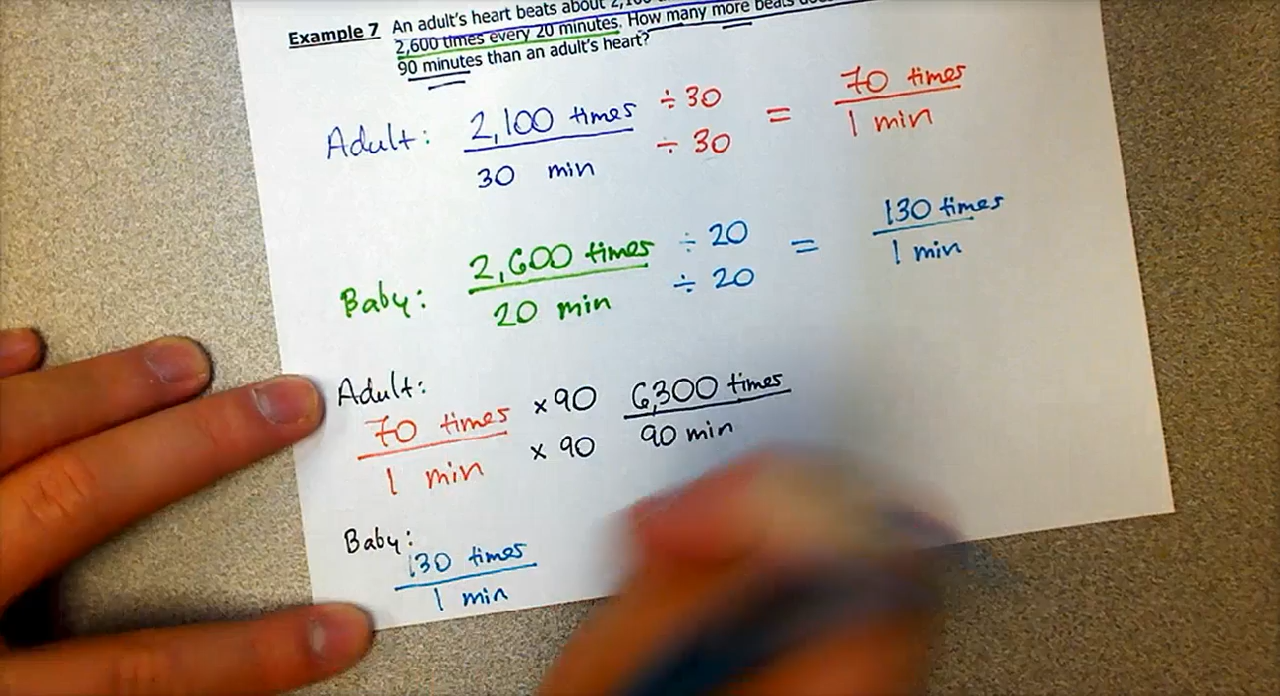 Example 7 An adult's heart beats about
2,600 times every 20 minutes. How many more beats
90 minutes than an adult's heart?
Adult: 2,100 times ÷ 30 = 70 times
30 min ÷ 30 1 min
Baby: 2,600 times ÷ 20 = 130 times
20 min ÷ 20 1 min
Adult:
70 times × 90 6,300 times
1 min × 90 90 min
Baby:
130 times
1 min